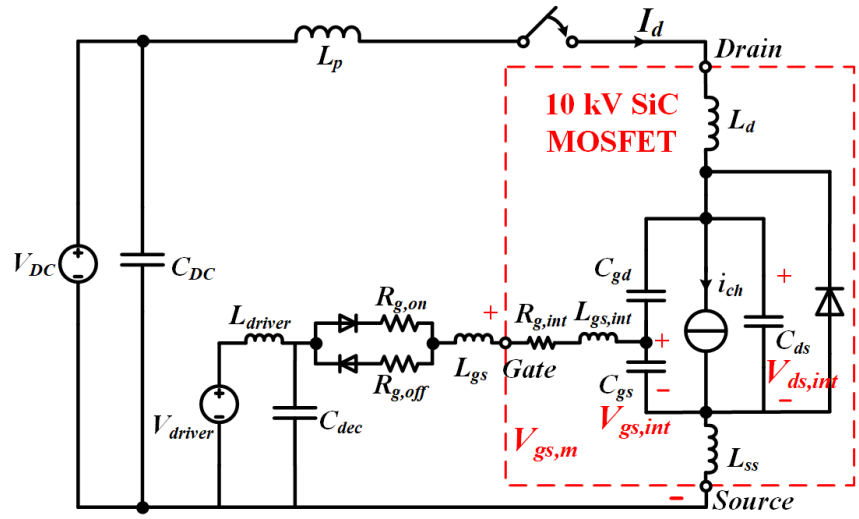 I_d
L_p
Drain
10 kV SiC
MOSFET
L_d
V_DC
+
-
C_DC
C_gd
i_ch
+
R_g,on
L_driver
+
R_g,int
L_gs,int
+
C_ds
L_gs
Gate
C_gs
-
V_ds,int
R_g,off
+
-
V_driver
C_dec
V_gs,m
V_gs,int
-
L_ss
-
Source